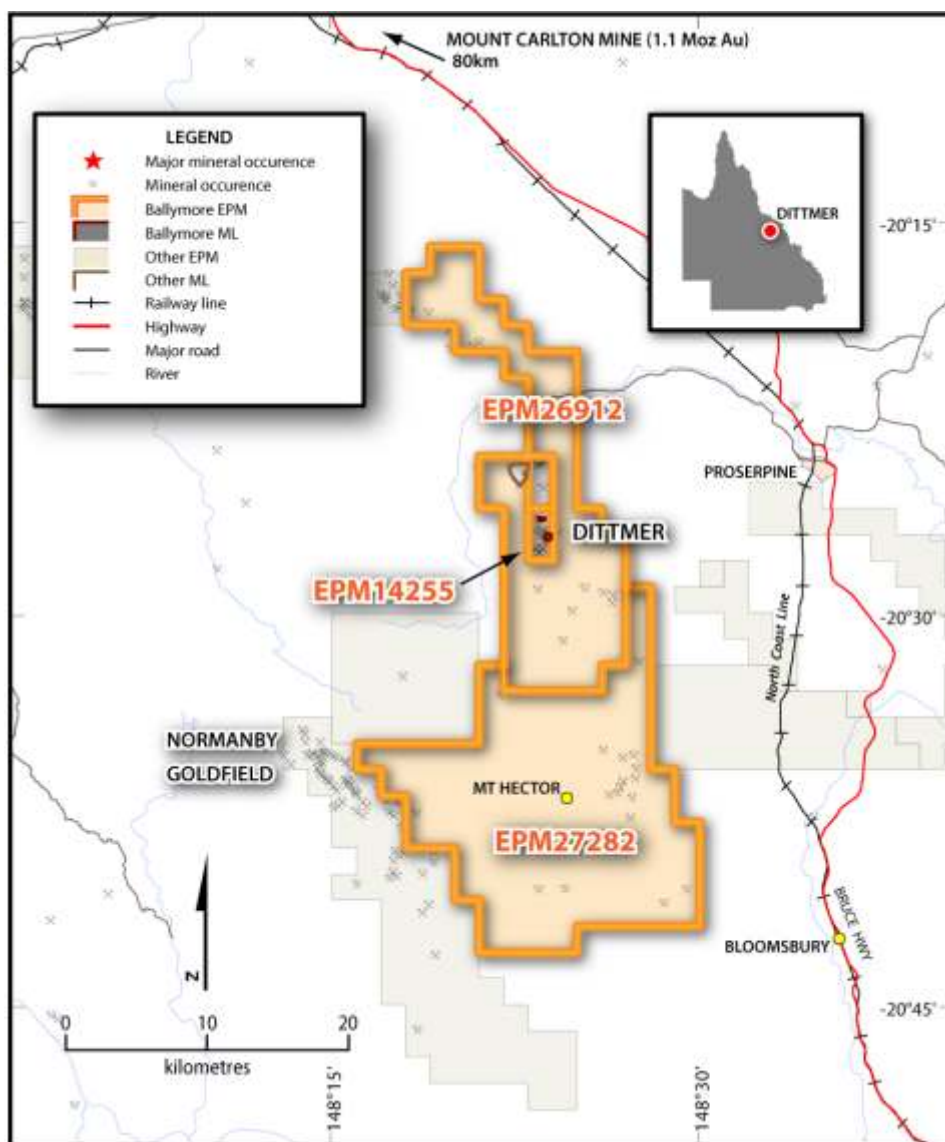 MOUNT CARLTON MINE (1.1 Moz Au)
80km
LEGEND
Major mineral occurence
Mineral occurence
Ballymore EPM
Ballymore ML
Other EPM
Other ML
Railway line
Highway
Major road
River
DITTMER
-20°15'
EPM26912
PROSERPINE
DITTMER
EPM14255
-20°30'
North Coast Line
NORMANBY
GOLDFIELD
MT HECTOR
EPM27282
BRUCE HWY
BLOOMSBURY
N
-20°45'
0 10 20
kilometres
148°15'
148°30'